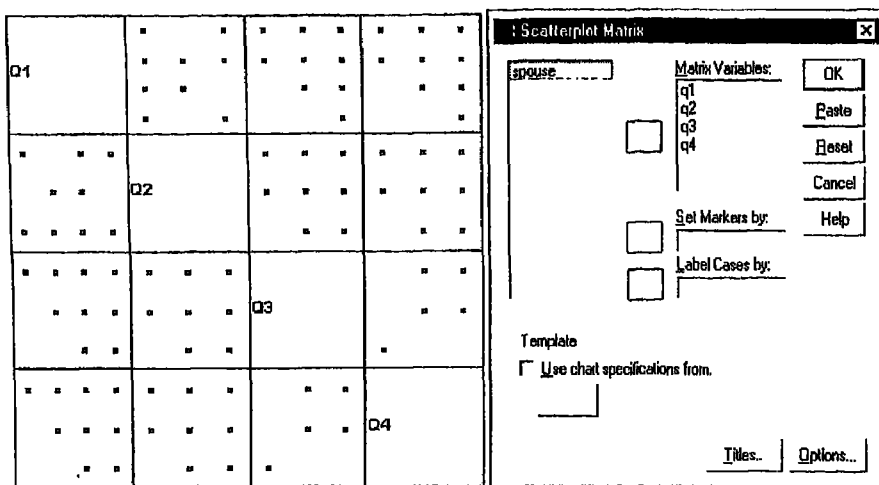 Q1
Q2
Q3
Q4
! Scatterplot Matrix
spouse
Matrix Variables:
q1
q2
q3
q4
OK
Paste
Reset
Cancel
Help
Set Markers by:
Label Cases by:
Template
Use chart specifications from.
Titles..
Options...